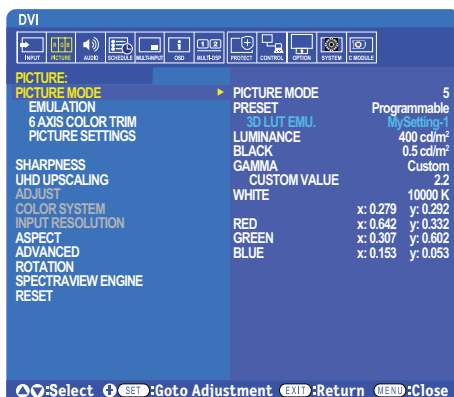 DVI
INPUT PICTURE AUDIO SCHEDULE MULTI-INPUT OSD MULTI-DSP PROTECT CONTROL OPTION SYSTEM C MODULE
PICTURE:
PICTURE MODE
EMULATION
6 AXIS COLOR TRIM
PICTURE SETTINGS
SHARPNESS
UHD UPSCALING
ADJUST
COLOR SYSTEM
INPUT RESOLUTION
ASPECT
ADVANCED
ROTATION
SPECTRAVIEW ENGINE
RESET
PICTURE MODE 5
PRESET Programmable
3D LUT EMU. MySetting-1
LUMINANCE 400 cd/m²
BLACK 0.5 cd/m²
GAMMA Custom
CUSTOM VALUE 2.2
WHITE 10000 K
x: 0.279 y: 0.292
RED x: 0.642 y: 0.332
GREEN x: 0.307 y: 0.602
BLUE x: 0.153 y: 0.053
:Select SET:Goto Adjustment EXIT:Return MENU:Close